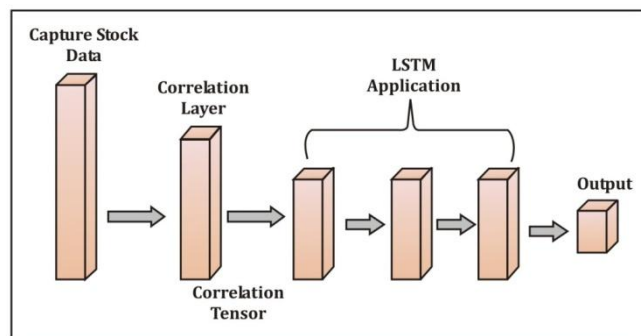 Capture Stock
Data
Correlation
Layer
LSTM
Application
Output
Correlation
Tensor